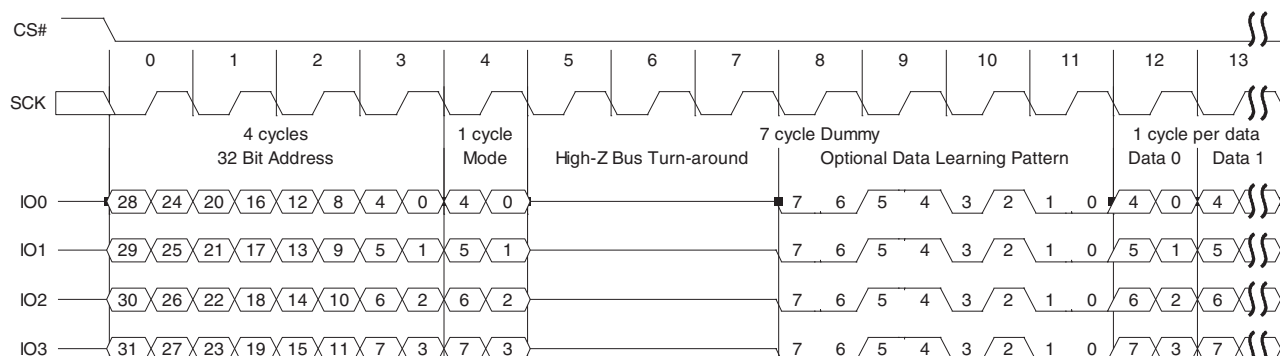 CS#
0 1 2 3 4 5 6 7 8 9 10 11 12 13
SCK
4 cycles 1 cycle 7 cycle Dummy 1 cycle per data
32 Bit Address Mode High-Z Bus Turn-around Optional Data Learning Pattern Data 0 Data 1
IO0 28 24 20 16 12 8 4 0 4 0 7 6 5 4 3 2 1 0 4 0 4
IO1 29 25 21 17 13 9 5 1 5 1 7 6 5 4 3 2 1 0 5 1 5
IO2 30 26 22 18 14 10 6 2 6 2 7 6 5 4 3 2 1 0 6 2 6
IO3 31 27 23 19 15 11 7 3 7 3 7 6 5 4 3 2 1 0 7 3 7